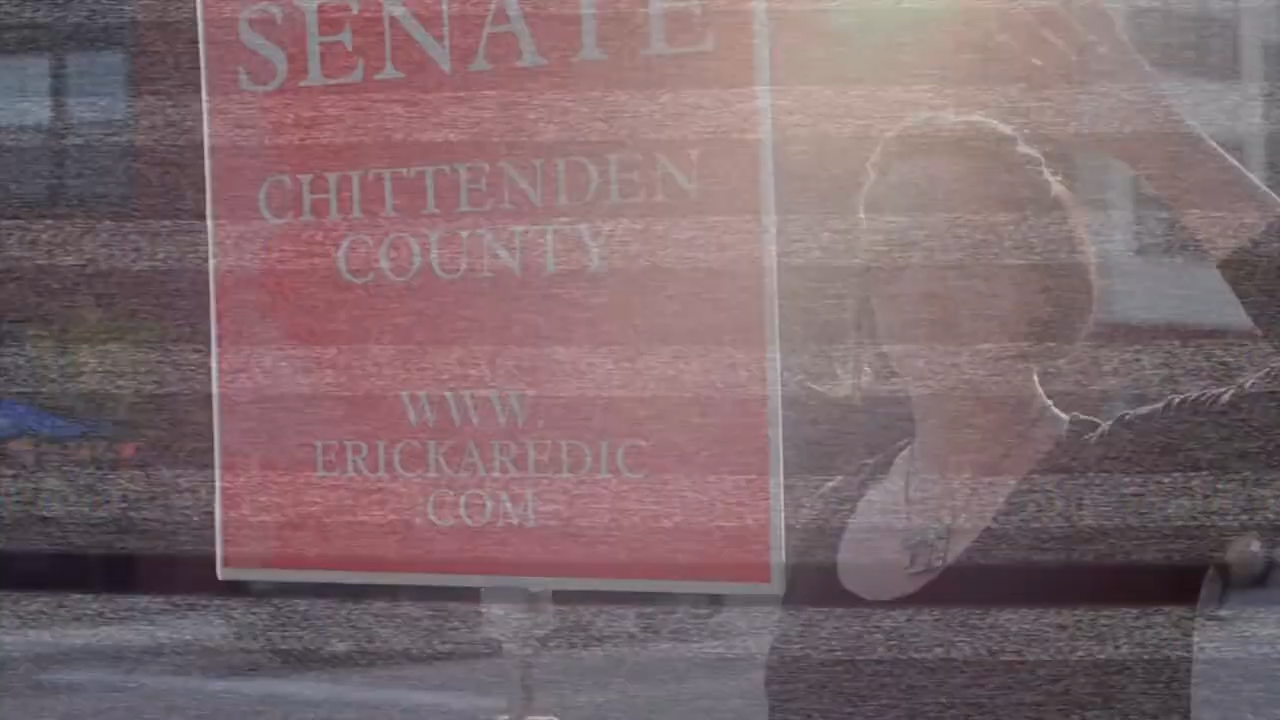 SENATE
CHITTENDEN
COUNTY
WWW.
ERICKAREDIC
.COM